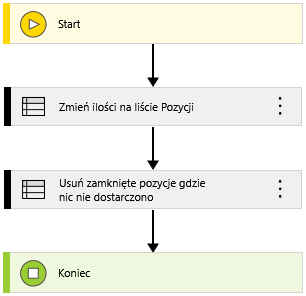 Start
Zmień ilości na liście Pozycji
Usuń zamknięte pozycje gdzie
nic nie dostarczono
Koniec